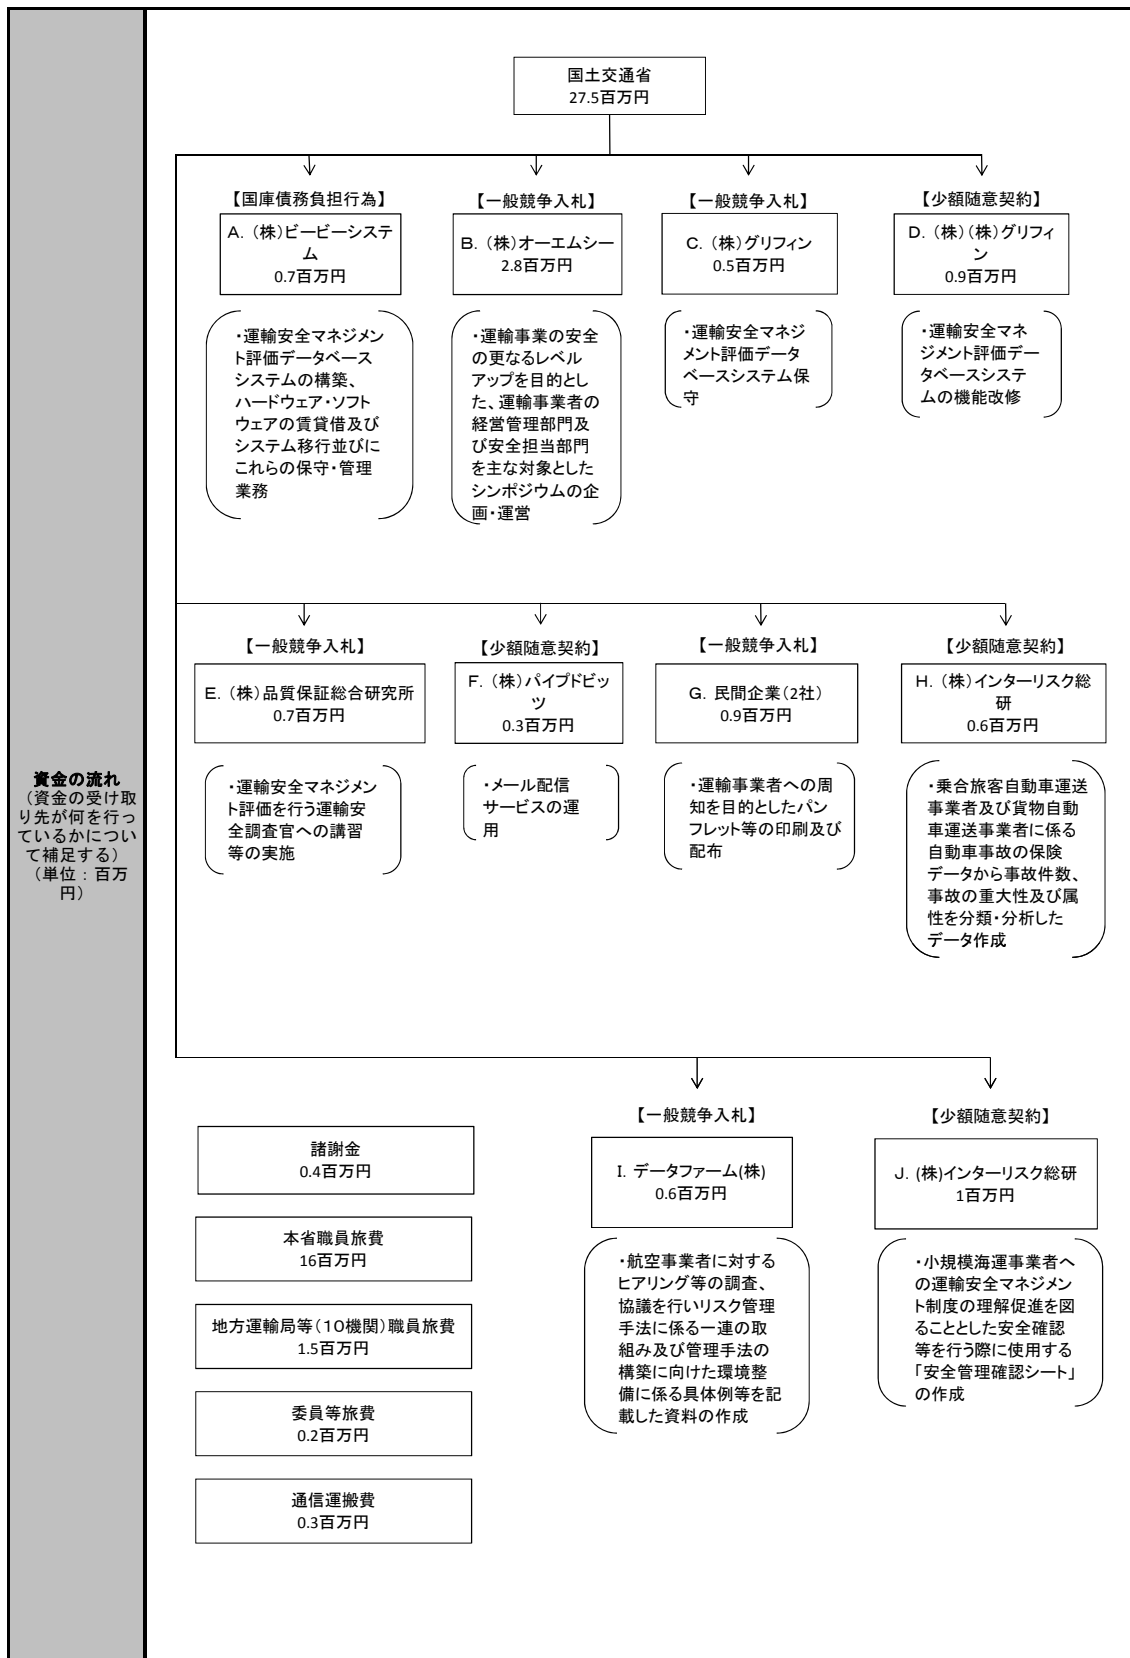 資金の流れ
（資金の受け取
り先が何を行っ
ているかについ
て補足する）
（単位：百万
円）
国土交通省
27.5百万円
【国庫債務負担行為】
A. （株）ビービーシステ
ム
0.7百万円
・運輸安全マネジメン
ト評価データベース
システムの構築、
ハードウェア・ソフト
ウェアの賃貸借及び
システム移行並びに
これらの保守・管理
業務
【一般競争入札】
B. （株）オーエムシー
2.8百万円
・運輸事業の安全
の更なるレベル
アップを目的とし
た、運輸事業者の
経営管理部門及
び安全担当部門
を主な対象とした
シンポジウムの企
画・運営
【一般競争入札】
C. （株）グリフィン
0.5百万円
・運輸安全マネジ
メント評価データ
ベースシステム保
守
【少額随意契約】
D. （株）（株）グリフィ
ン
0.9百万円
・運輸安全マネ
ジメント評価デー
タベースシステ
ムの機能改修
【一般競争入札】
E. （株）品質保証総合研究所
0.7百万円
・運輸安全マネジメン
ト評価を行う運輸安
全調査官への講習
等の実施
【少額随意契約】
F. （株）パイプドビッ
ツ
0.3百万円
・メール配信
サービスの運
用
【一般競争入札】
G. 民間企業（2社）
0.9百万円
・運輸事業者への周
知を目的としたパン
フレット等の印刷及び
配布
【少額随意契約】
H. （株）インターリスク総
研
0.6百万円
・乗合旅客自動車運送
事業者及び貨物自動
車運送事業者に係る
自動車事故の保険
データから事故件数、
事故の重大性及び属
性を分類・分析した
データ作成
【一般競争入札】
I. データファーム(株)
0.6百万円
・航空事業者に対する
ヒアリング等の調査、
協議を行いリスク管理
手法に係る一連の取
組み及び管理手法の
構築に向けた環境整
備に係る具体例等を記
載した資料の作成
【少額随意契約】
J. (株)インターリスク総研
1百万円
・小規模海運事業者へ
の運輸安全マネジメン
ト制度の理解促進を図
ることとした安全確認
等を行う際に使用する
「安全管理確認シート」
の作成
諸謝金
0.4百万円
本省職員旅費
16百万円
地方運輸局等（10機関）職員旅費
1.5百万円
委員等旅費
0.2百万円
通信運搬費
0.3百万円